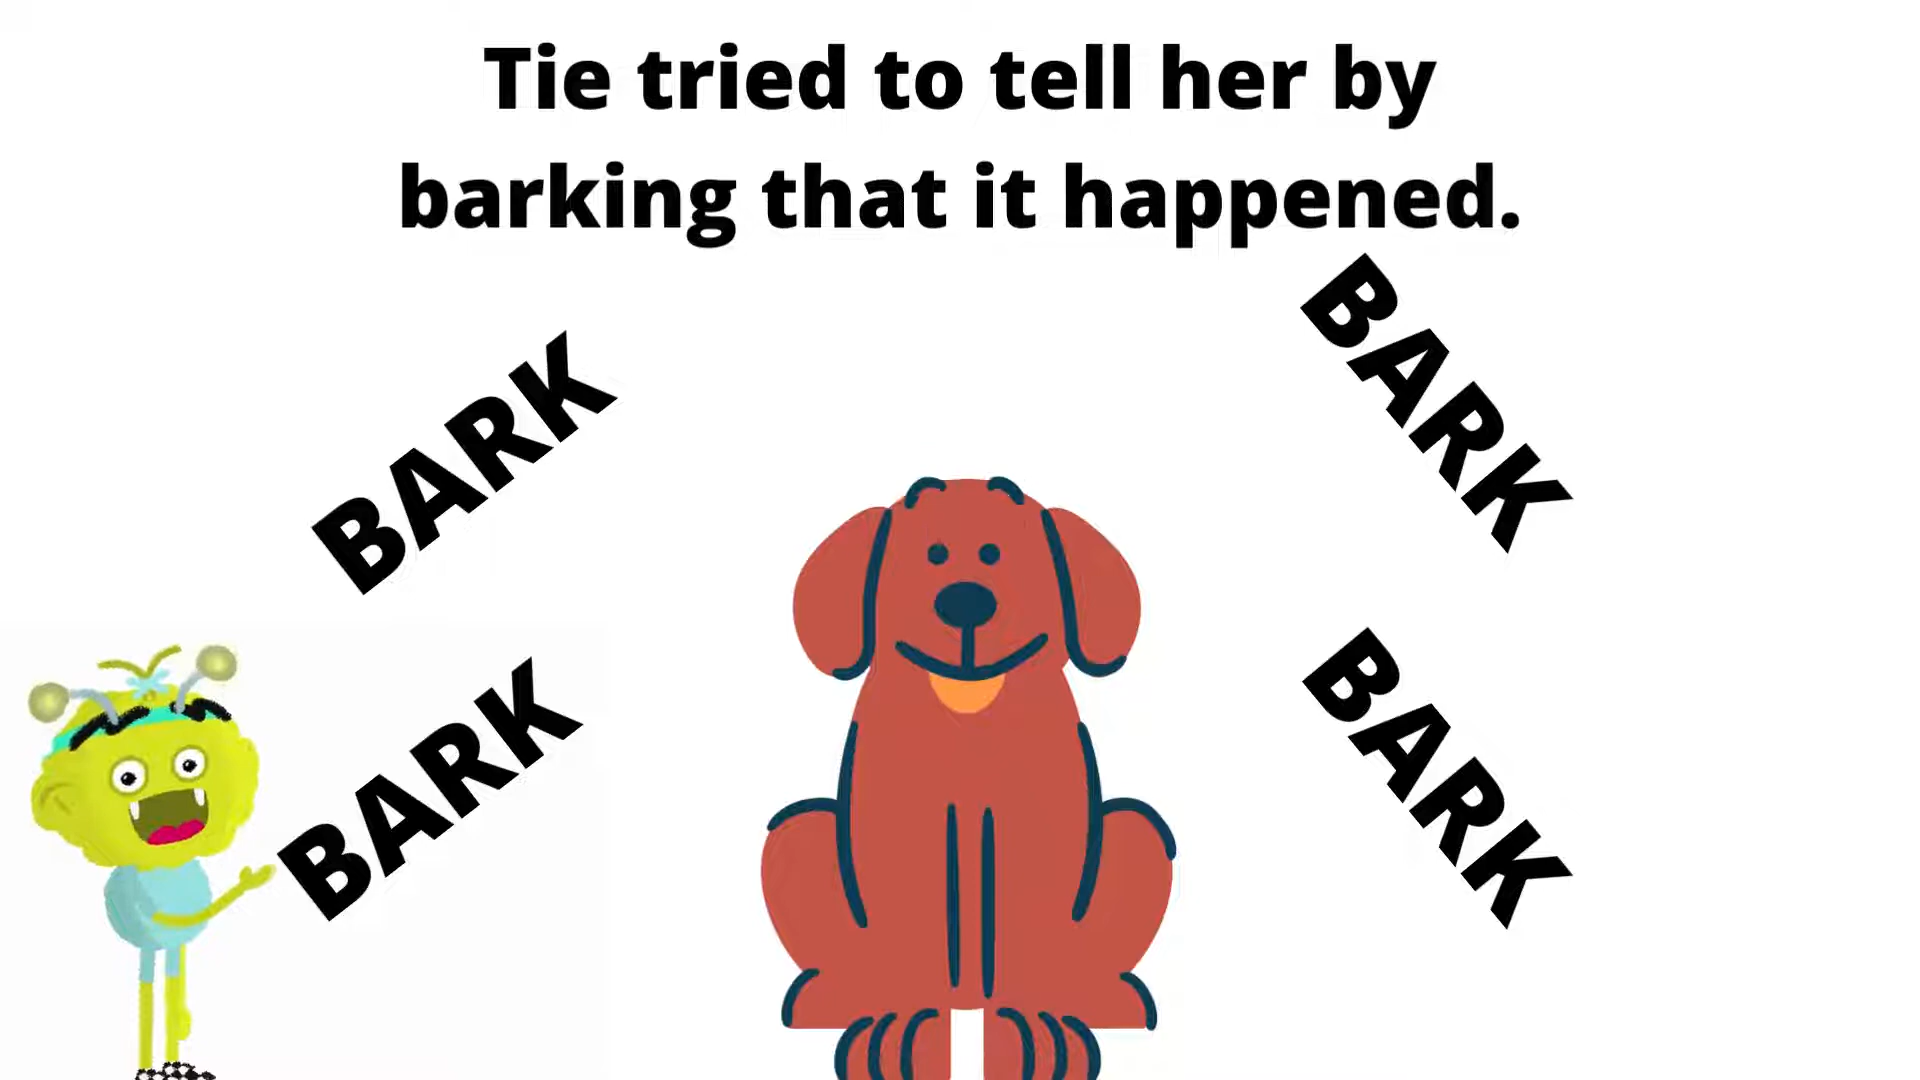 Tie tried to tell her by
barking that it happened.
BARK
BARK
BARK
BARK